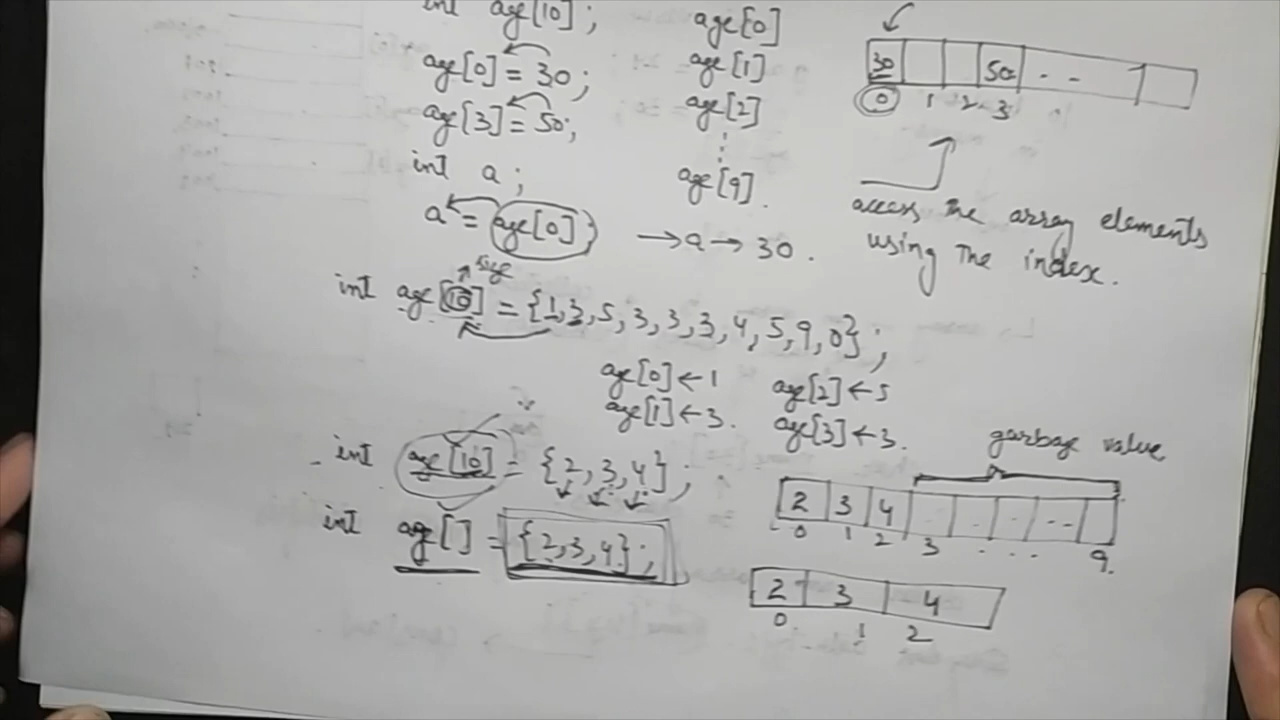 int age[10];
age[0] = 30;
age[3] = 50;
int a;
a = age[0]; → a → 30.
age[0]
age[1]
age[2]
age[9].
30 50 - -
0 1 2 3
access the array elements
using the index.
size
int age[10] = {1,3,5,3,3,3,4,5,9,0};
age[0] ← 1 age[2] ← 5
age[1] ← 3. age[3] ← 3.
int age[10] = {2,3,4};
garbage value
2 3 4 . . . --
0 1 2 3 . ... 9.
int age[] = {2,3,4};
2 3 4
0 1 2